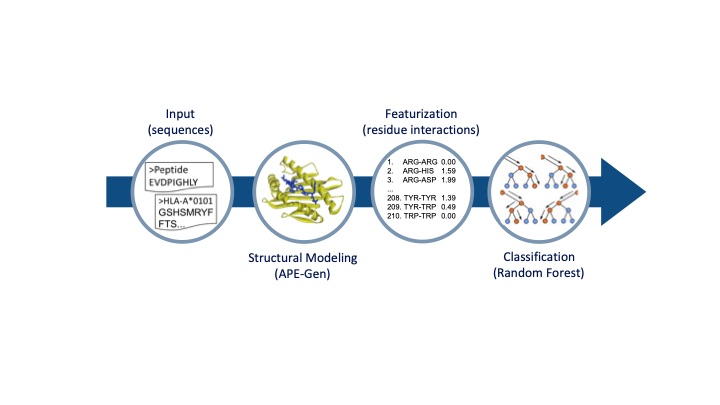 Input
(sequences)
>Peptide
EVDPIGHLY
>HLA-A*0101
GSHSMRYF
FTS...
Structural Modeling
(APE-Gen)
Featurization
(residue interactions)
1. ARG-ARG 0.00
2. ARG-HIS 1.59
3. ARG-ASP 1.99
...
208. TYR-TYR 1.39
209. TYR-TRP 0.49
210. TRP-TRP 0.00
Classification
(Random Forest)